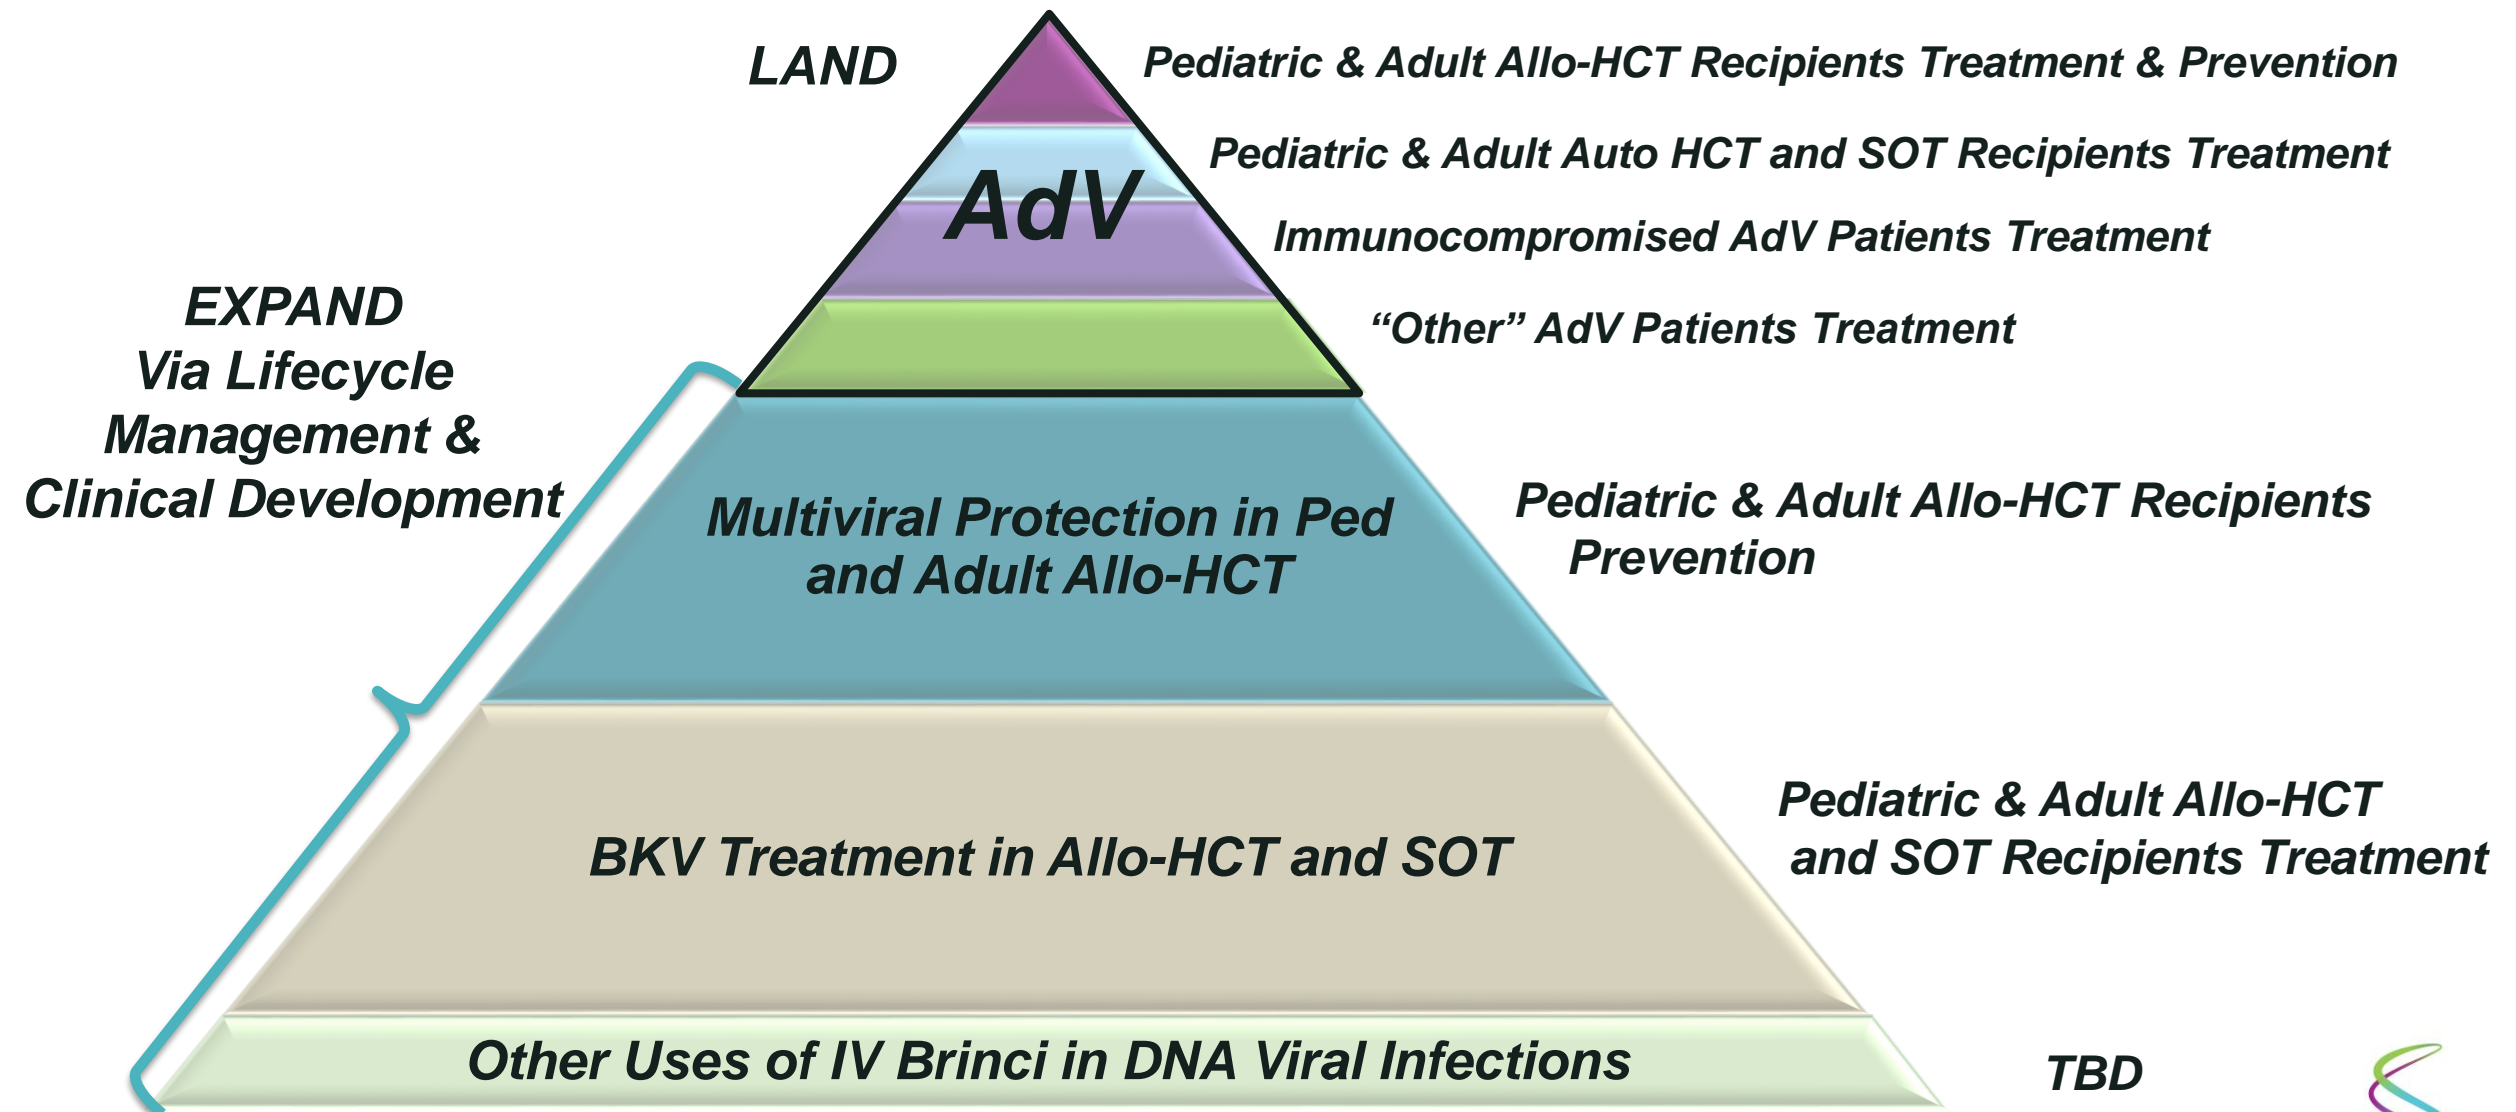 LAND
Pediatric & Adult Allo-HCT Recipients Treatment & Prevention
Pediatric & Adult Auto HCT and SOT Recipients Treatment
AdV
Immunocompromised AdV Patients Treatment
“Other” AdV Patients Treatment
EXPAND
Via Lifecycle
Management &
Clinical Development
Multiviral Protection in Ped
and Adult Allo-HCT
Pediatric & Adult Allo-HCT Recipients
Prevention
BKV Treatment in Allo-HCT and SOT
Pediatric & Adult Allo-HCT
and SOT Recipients Treatment
Other Uses of IV Brinci in DNA Viral Infections
TBD